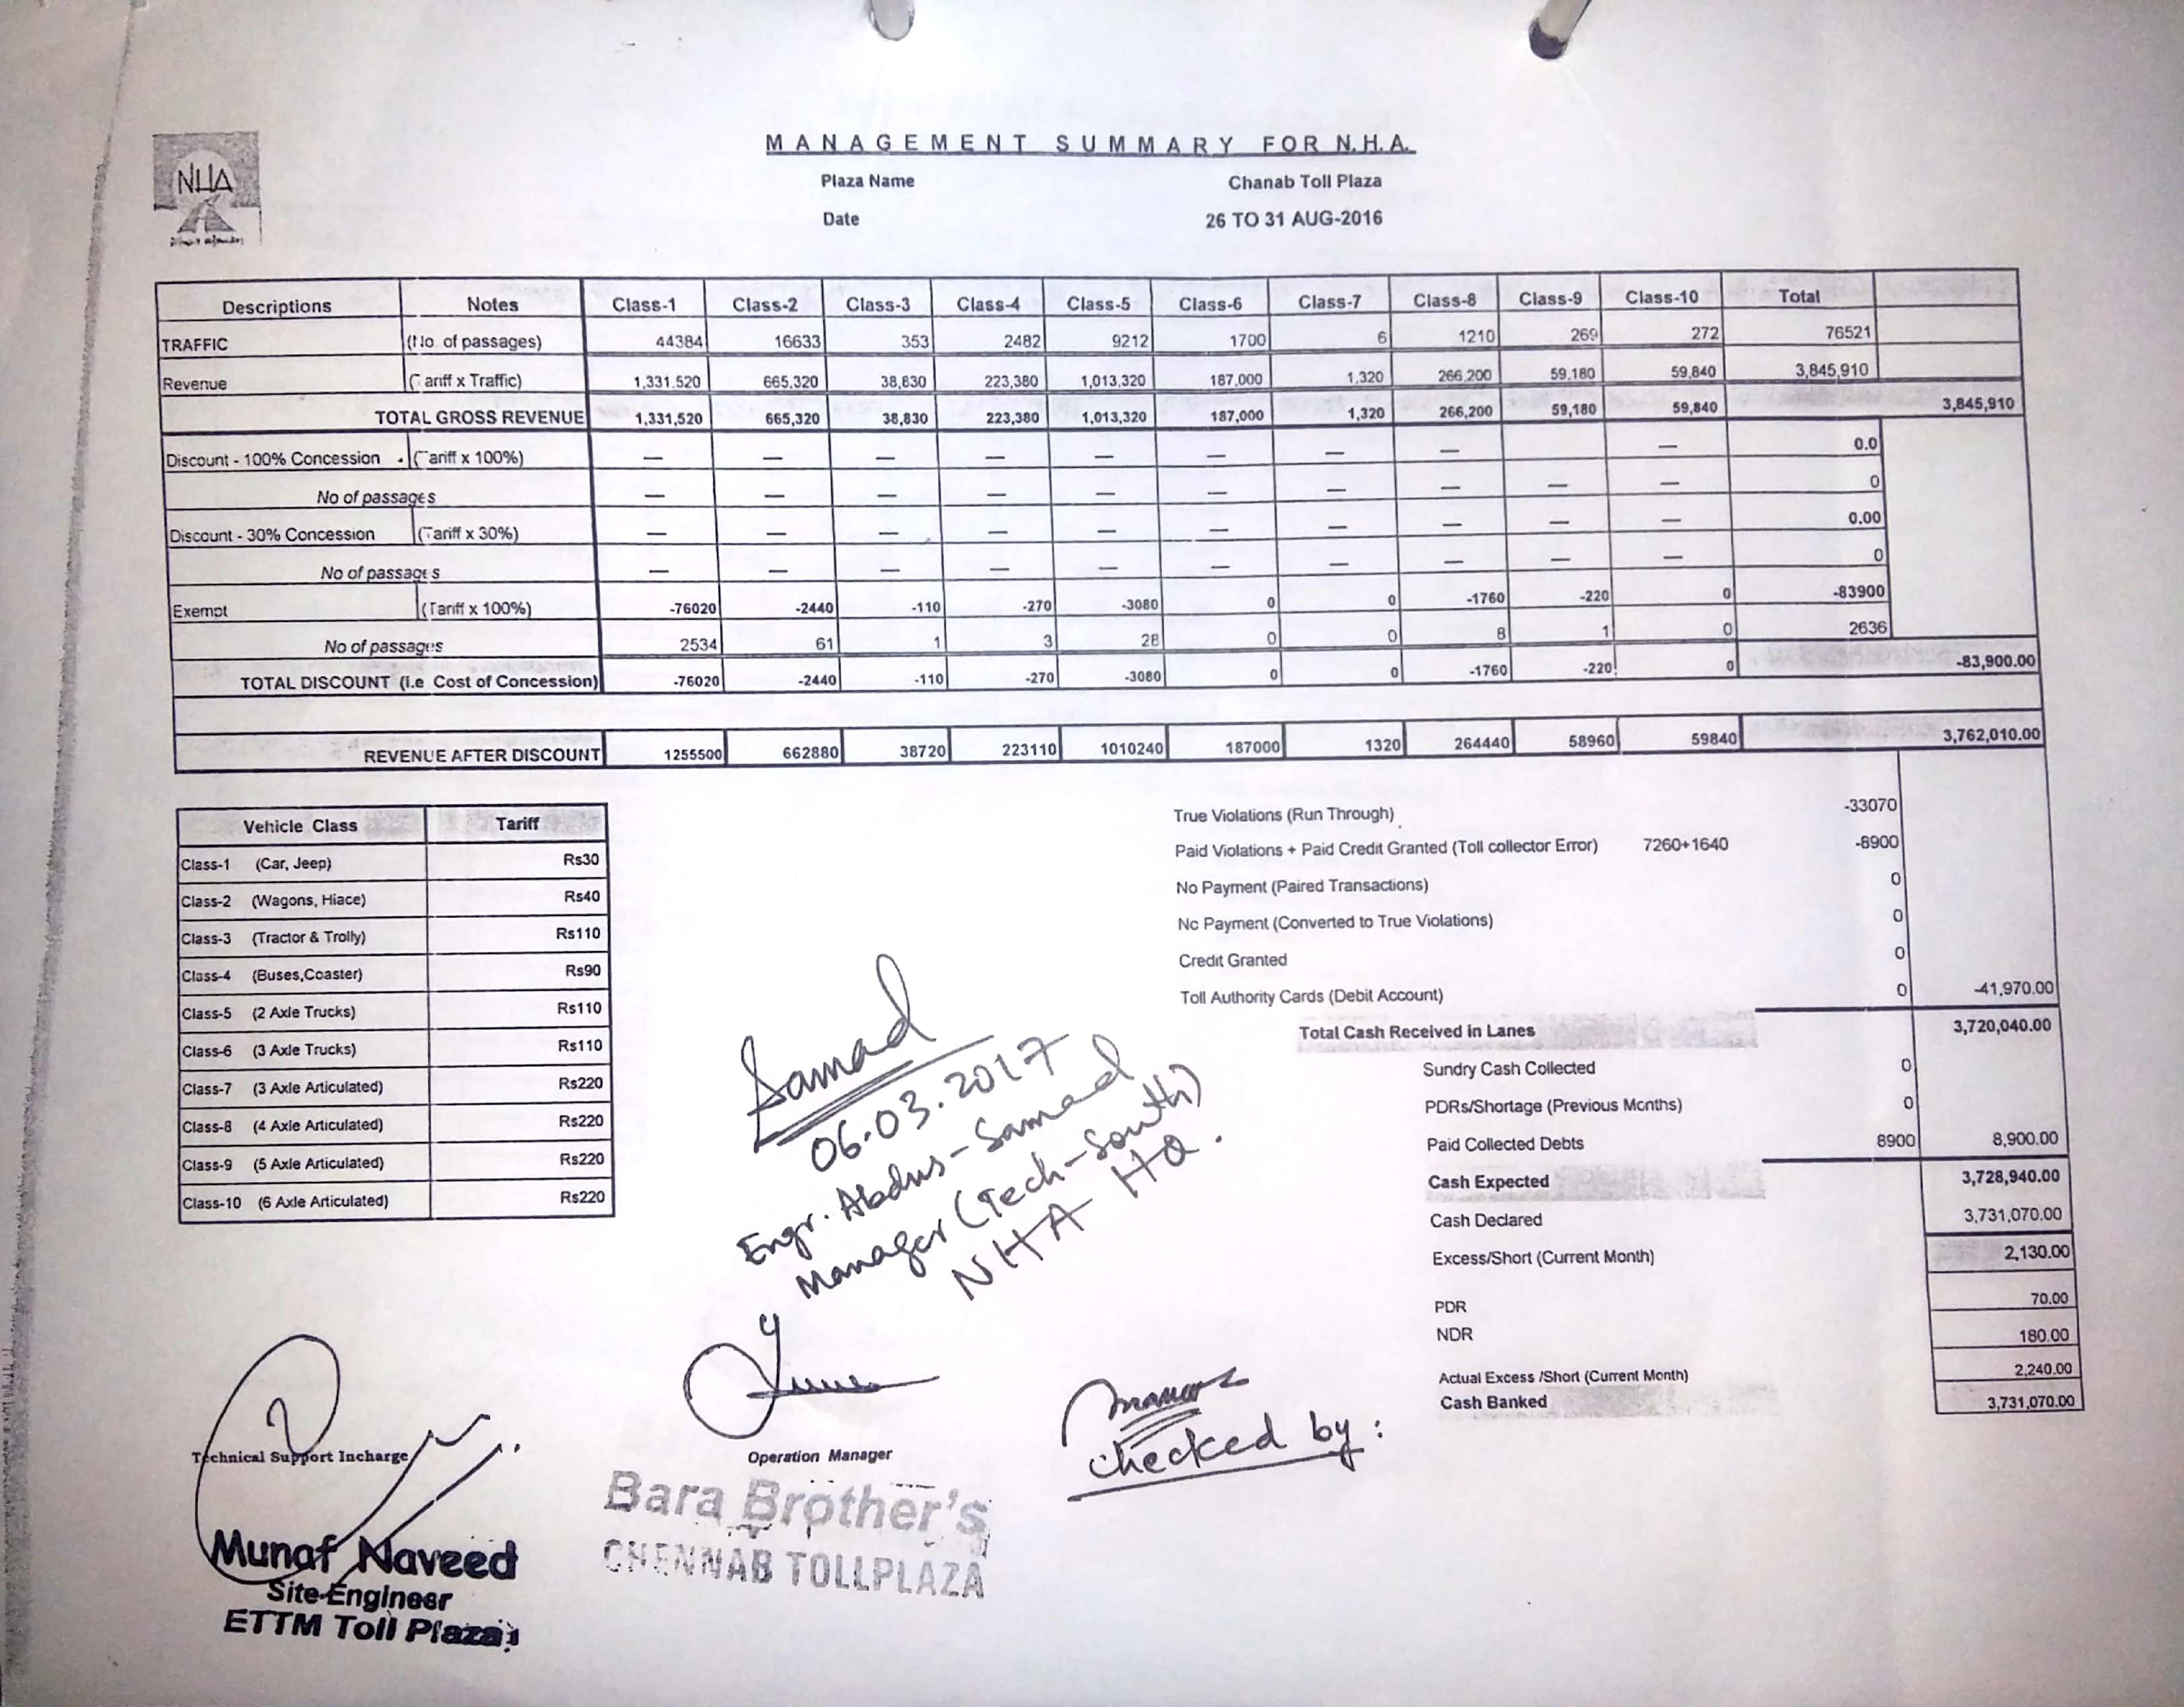 NHA
MANAGEMENT SUMMARY FOR N.H.A.
Plaza Name Chanab Toll Plaza
Date 26 TO 31 AUG-2016
Descriptions Notes Class-1 Class-2 Class-3 Class-4 Class-5 Class-6 Class-7 Class-8 Class-9 Class-10 Total
TRAFFIC (No. of passages) 44384 16633 353 2482 9212 1700 6 1210 269 272 76521
Revenue (Tariff x Traffic) 1,331,520 665,320 38,830 223,380 1,013,320 187,000 1,320 266,200 59,180 59,840 3,845,910
TOTAL GROSS REVENUE 1,331,520 665,320 38,830 223,380 1,013,320 187,000 1,320 266,200 59,180 59,840 3,845,910
Discount - 100% Concession (Tariff x 100%) — — — — — — — — — 0.0
No of passages — — — — — — — — — — 0
Discount - 30% Concession (Tariff x 30%) — — — — — — — — — — 0.00
No of passages — — — — — — — — — — 0
Exempt (Tariff x 100%) -76020 -2440 -110 -270 -3080 0 0 -1760 -220 0 -83900
No of passages 2534 61 1 3 28 0 0 8 1 0 2636
TOTAL DISCOUNT (i.e Cost of Concession) -76020 -2440 -110 -270 -3080 0 0 -1760 -220 0 -83,900.00
REVENUE AFTER DISCOUNT 1255500 662880 38720 223110 1010240 187000 1320 264440 58960 59840 3,762,010.00
Vehicle Class Tariff
Class-1 (Car, Jeep) Rs30
Class-2 (Wagons, Hiace) Rs40
Class-3 (Tractor & Trolly) Rs110
Class-4 (Buses,Coaster) Rs90
Class-5 (2 Axle Trucks) Rs110
Class-6 (3 Axle Trucks) Rs110
Class-7 (3 Axle Articulated) Rs220
Class-8 (4 Axle Articulated) Rs220
Class-9 (5 Axle Articulated) Rs220
Class-10 (6 Axle Articulated) Rs220
True Violations (Run Through) -33070
Paid Violations + Paid Credit Granted (Toll collector Error) 7260+1640 -8900
No Payment (Paired Transactions) 0
No Payment (Converted to True Violations) 0
Credit Granted 0
Toll Authority Cards (Debit Account) 0 -41,970.00
Total Cash Received in Lanes 3,720,040.00
Sundry Cash Collected 0
PDRs/Shortage (Previous Months) 0
Paid Collected Debts 8900 8,900.00
Cash Expected 3,728,940.00
Cash Declared 3,731,070.00
Excess/Short (Current Month) 2,130.00
PDR 70.00
NDR 180.00
Actual Excess /Short (Current Month) 2,240.00
Cash Banked 3,731,070.00
Samad
06.03.2017
Engr. Abdus-Samad
Manager (Tech-South)
NHA HQ.
Technical Support Incharge
Munaf Naveed
Site-Engineer
ETTM Toll Plaza
Operation Manager
Bara Brother's
CHENNAB TOLLPLAZA
Checked by: